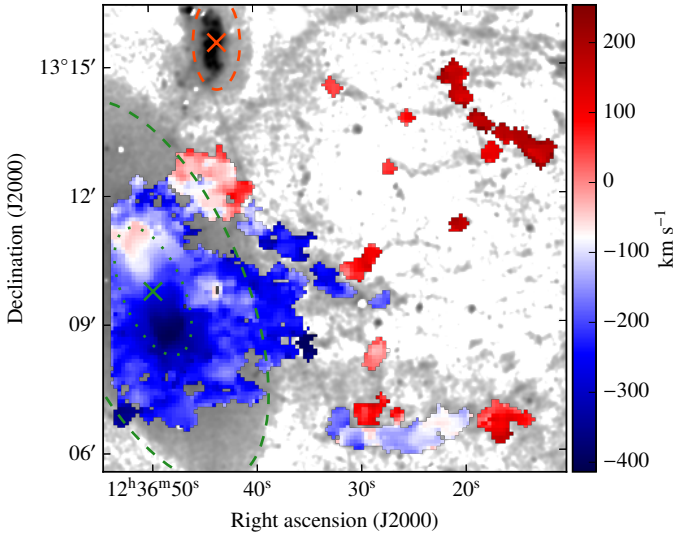 13°15′
12′
09′
06′
Declination (J2000)
12ʰ36ᵐ50ˢ
40ˢ
30ˢ
20ˢ
Right ascension (J2000)
200
100
0
−100
−200
−300
−400
km s⁻¹